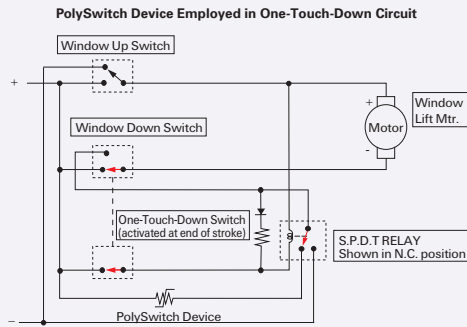 PolySwitch Device Employed in One-Touch-Down Circuit
Window Up Switch
+
+
Window
Lift Mtr.
Motor
-
Window Down Switch
One-Touch-Down Switch
(activated at end of stroke)
S.P.D.T RELAY
Shown in N.C. position
PolySwitch Device
–